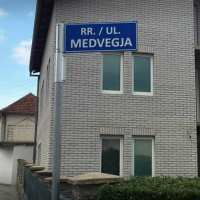 RR. / UL.
MEDVEGJA